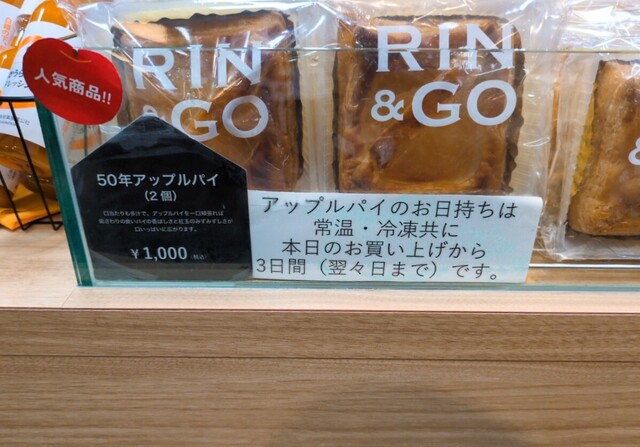 人気商品!!
RIN
&GO
RIN
&GO
50年アップルパイ
(2個)
¥1,000 (税込)
アップルパイのお日持ちは
常温・冷凍共に
本日のお買い上げから
3日間（翌々日まで）です。
&